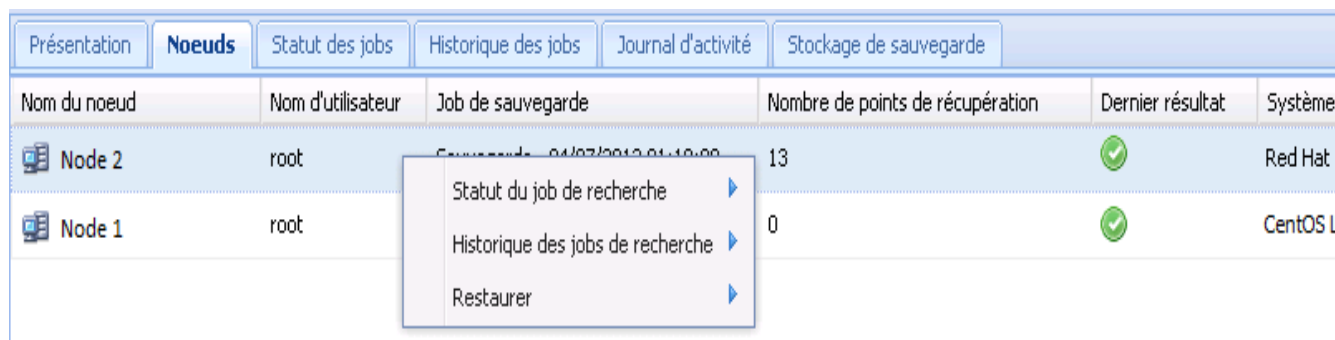 Présentation Noeuds Statut des jobs Historique des jobs Journal d'activité Stockage de sauvegarde
Nom du noeud Nom d'utilisateur Job de sauvegarde Nombre de points de récupération Dernier résultat Système
Node 2 root 13 Red Hat
Statut du job de recherche
Node 1 root 0 CentOS L
Historique des jobs de recherche
Restaurer